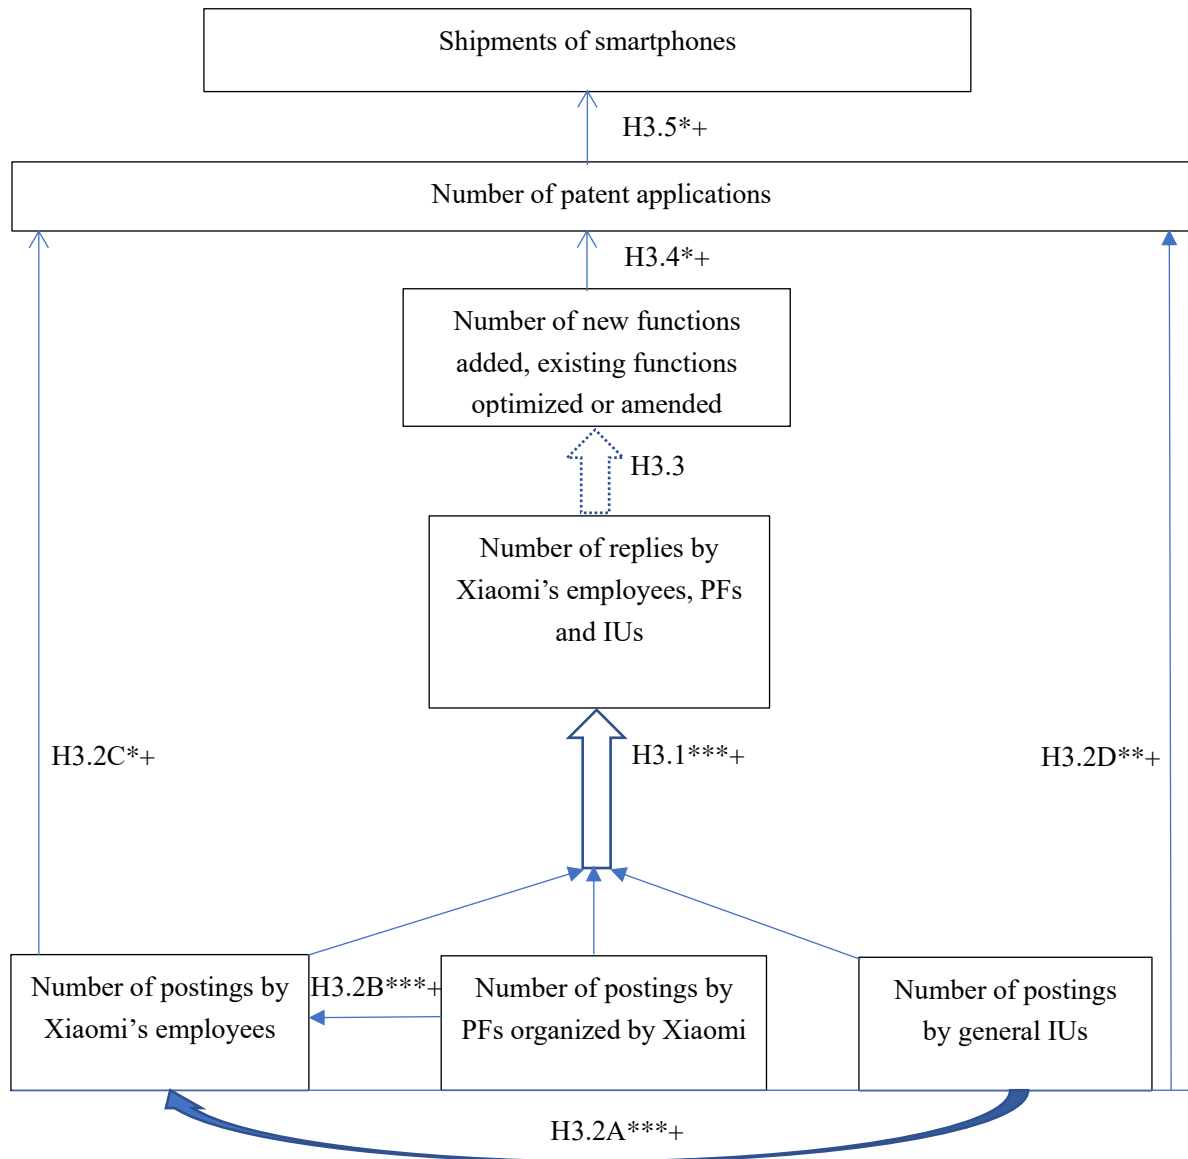 Shipments of smartphones
H3.5*+
Number of patent applications
H3.4*+
Number of new functions
added, existing functions
optimized or amended
H3.3
Number of replies by
Xiaomi’s employees, PFs
and IUs
H3.2C*+
H3.1***+
H3.2D**+
Number of postings by
Xiaomi’s employees
H3.2B***+
Number of postings by
PFs organized by Xiaomi
Number of postings
by general IUs
H3.2A***+